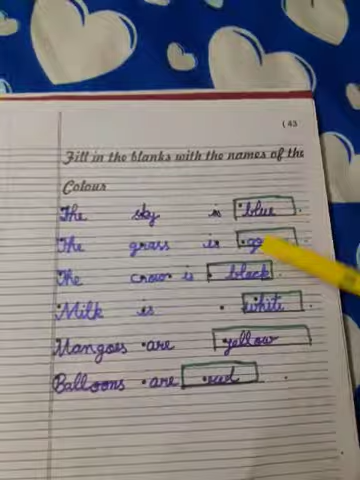 (43
Fill in the blanks with the names of the
Colour
The sky is blue.
The grass is
The crow is black.
Milk is white.
Mangoes are yellow
Balloons are red.